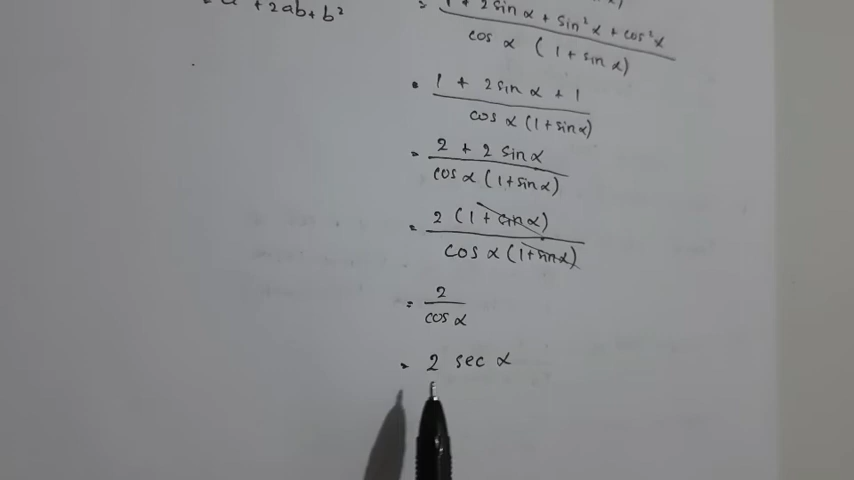 = a² + 2ab + b²
= 1 + 2 sin α + sin² α + cos² α
cos α (1 + sin α)
= 1 + 2 sin α + 1
cos α (1 + sin α)
= 2 + 2 sin α
cos α (1 + sin α)
= 2 (1 + sin α)
cos α (1 + sin α)
= 2
cos α
= 2 sec α